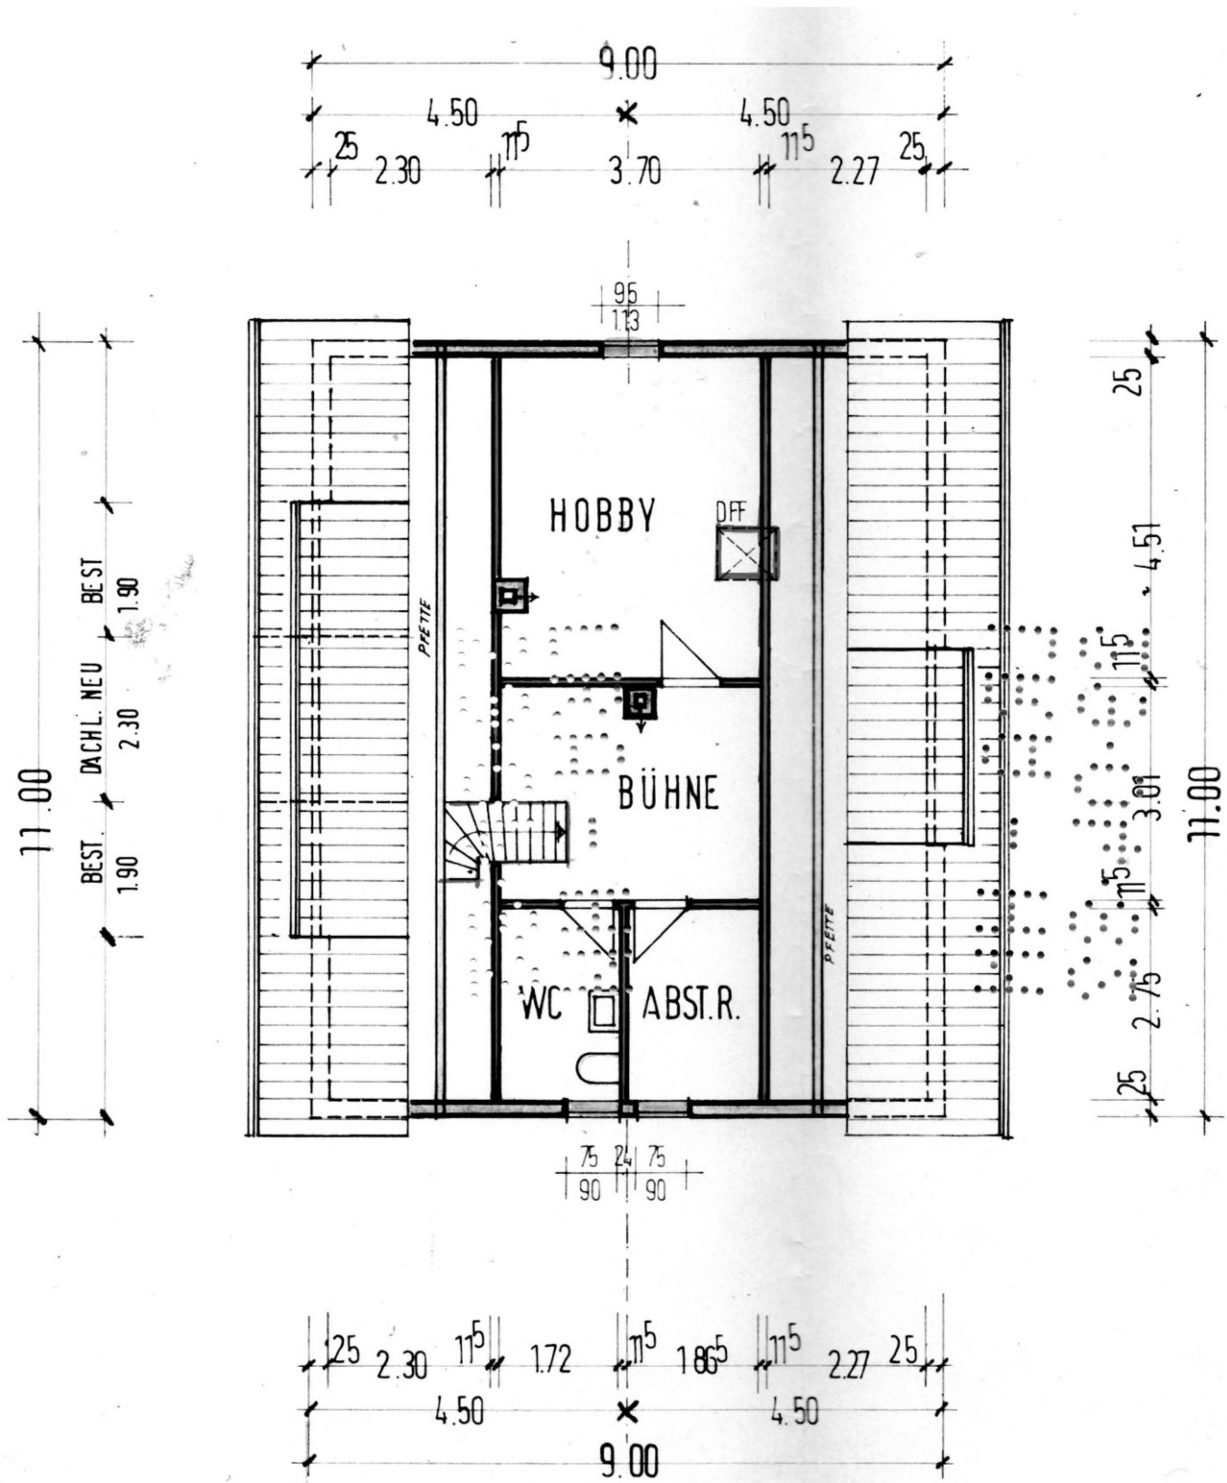 9.00
4.50 4.50
25 2.30 11⁵ 3.70 11⁵ 2.27 25
95
113
11.00
BEST 1.90
DACHL. NEU 2.30
BEST. 1.90
HOBBY
DFF
PFETTE
BÜHNE
PFETTE
WC
ABST.R.
25
~ 4.51
11⁵
3.01
11⁵
2.75
25
11.00
75 24 75
90 90
25 2.30 11⁵ 1.72 11⁵ 186⁵ 11⁵ 2.27 25
4.50 4.50
9.00